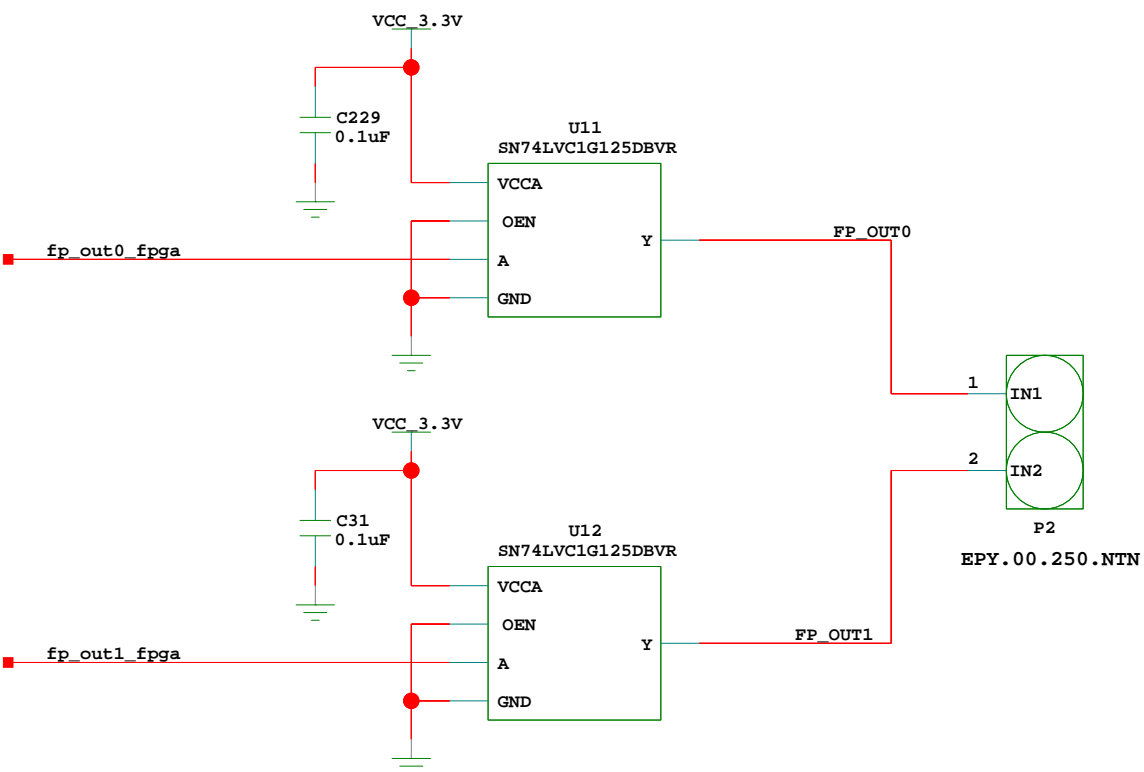 VCC_3.3V
C229
0.1uF
U11
SN74LVC1G125DBVR
VCCA
OEN
A
GND
Y
fp_out0_fpga
FP_OUT0
1
IN1
2
IN2
P2
EPY.00.250.NTN
VCC_3.3V
C31
0.1uF
U12
SN74LVC1G125DBVR
VCCA
OEN
A
GND
Y
fp_out1_fpga
FP_OUT1